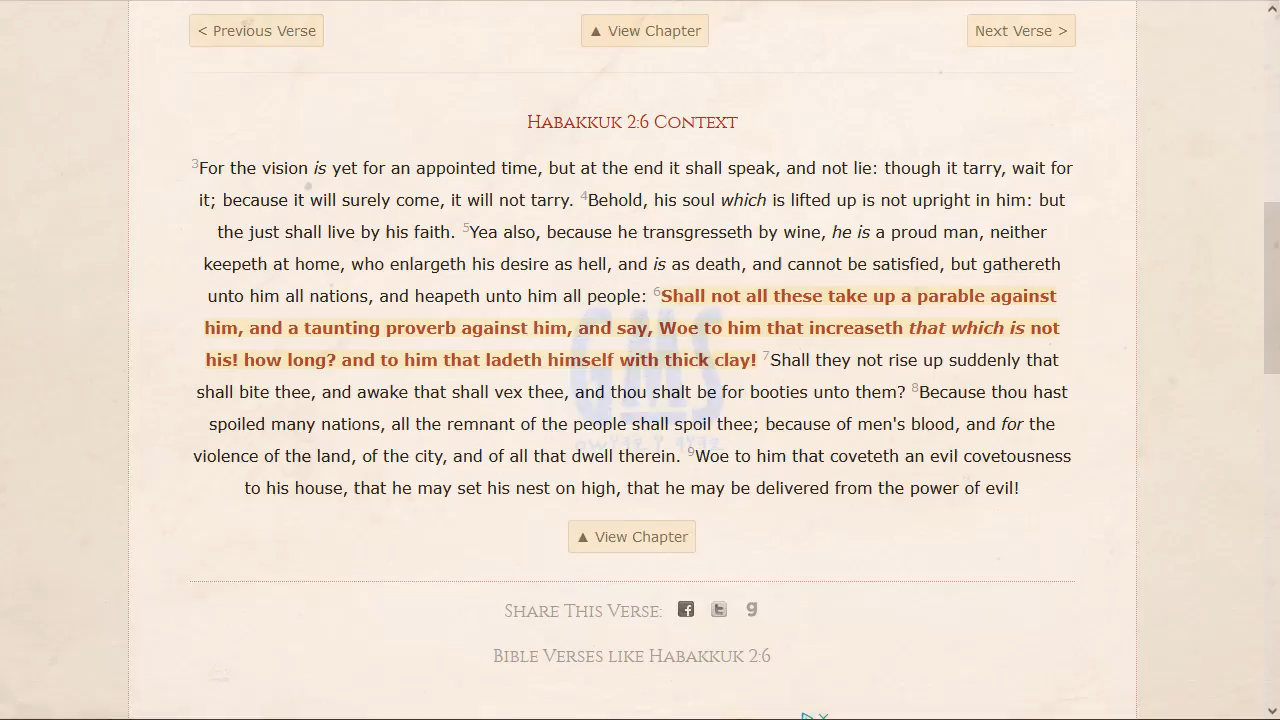 < Previous Verse
▲ View Chapter
Next Verse >
Habakkuk 2:6 Context
3For the vision is yet for an appointed time, but at the end it shall speak, and not lie: though it tarry, wait for
it; because it will surely come, it will not tarry. 4Behold, his soul which is lifted up is not upright in him: but
the just shall live by his faith. 5Yea also, because he transgresseth by wine, he is a proud man, neither
keepeth at home, who enlargeth his desire as hell, and is as death, and cannot be satisfied, but gathereth
unto him all nations, and heapeth unto him all people: 6Shall not all these take up a parable against
him, and a taunting proverb against him, and say, Woe to him that increaseth that which is not
his! how long? and to him that ladeth himself with thick clay! 7Shall they not rise up suddenly that
shall bite thee, and awake that shall vex thee, and thou shalt be for booties unto them? 8Because thou hast
spoiled many nations, all the remnant of the people shall spoil thee; because of men's blood, and for the
violence of the land, of the city, and of all that dwell therein. 9Woe to him that coveteth an evil covetousness
to his house, that he may set his nest on high, that he may be delivered from the power of evil!
GMS
▲ View Chapter
Share This Verse:
Bible Verses like Habakkuk 2:6